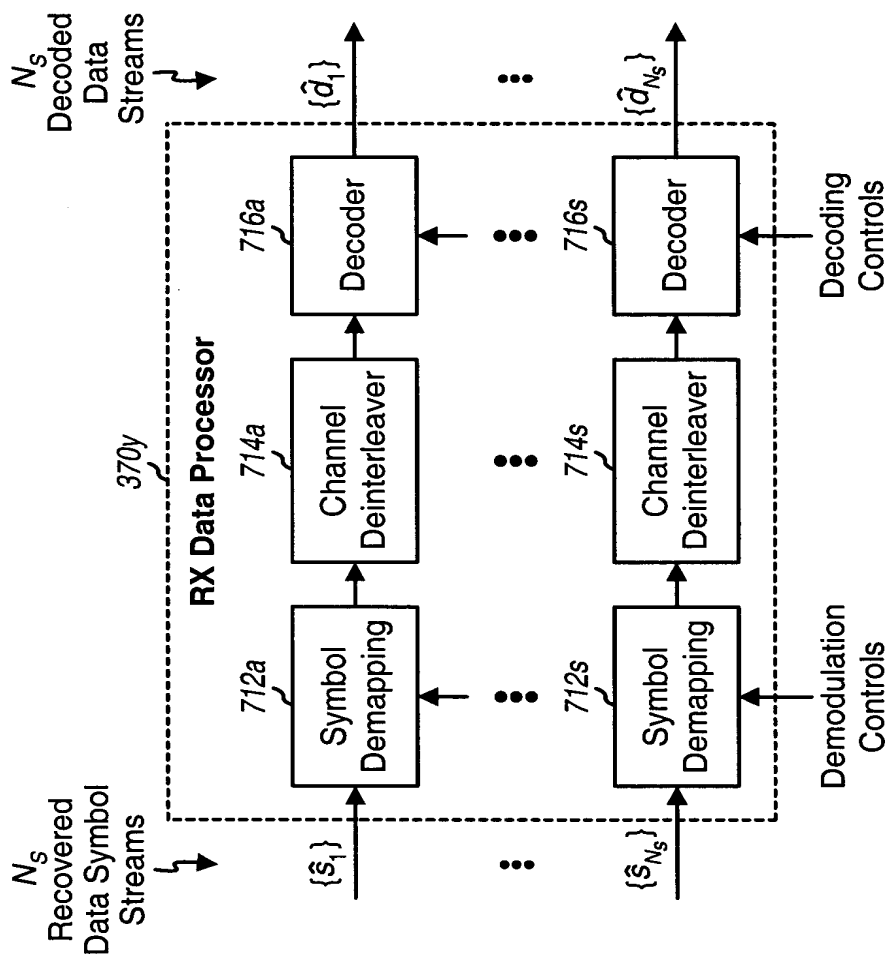 N_S
Recovered
Data Symbol
Streams
N_S
Decoded
Data
Streams
370y
RX Data Processor
712a
714a
716a
{ŝ_1}
Symbol
Demapping
Channel
Deinterleaver
Decoder
{d̂_1}
•••
•••
•••
•••
•••
712s
714s
716s
{ŝ_{N_S}}
Symbol
Demapping
Channel
Deinterleaver
Decoder
{d̂_{N_S}}
Demodulation
Controls
Decoding
Controls